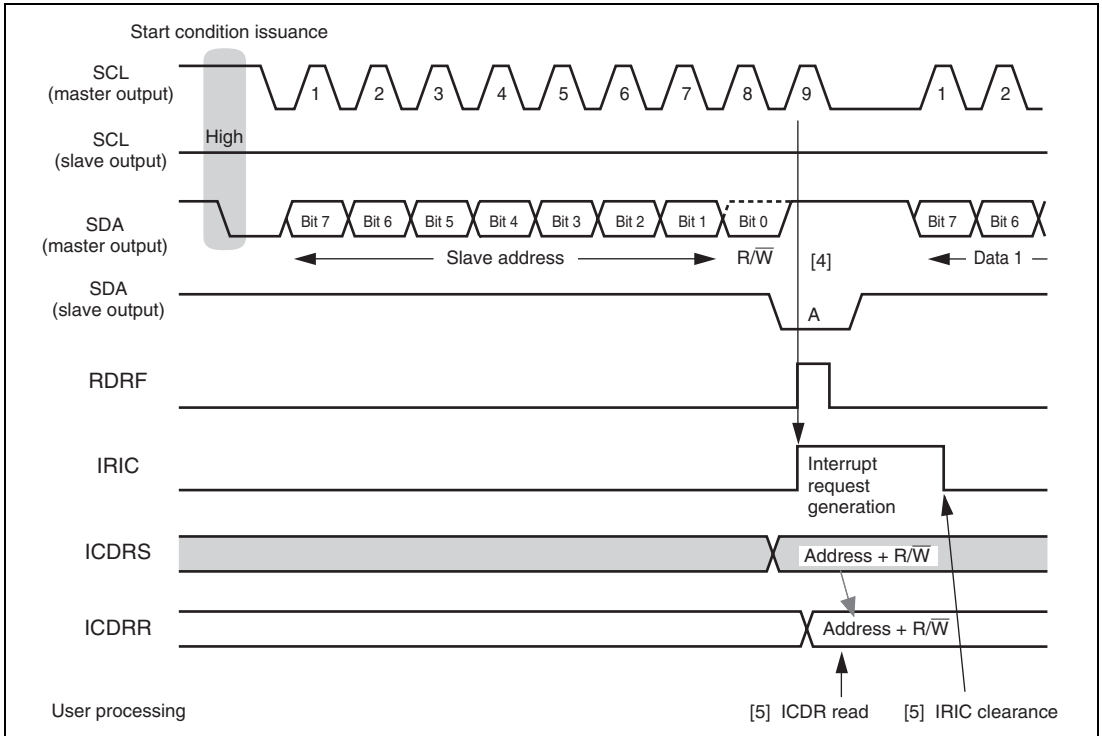 Start condition issuance
SCL
(master output)
1 2 3 4 5 6 7 8 9 1 2
SCL
(slave output)
High
SDA
(master output)
Bit 7 Bit 6 Bit 5 Bit 4 Bit 3 Bit 2 Bit 1 Bit 0 Bit 7 Bit 6
Slave address R/W̅ [4] Data 1
SDA
(slave output)
A
RDRF
IRIC
Interrupt
request
generation
ICDRS
Address + R/W̅
ICDRR
Address + R/W̅
User processing
[5] ICDR read
[5] IRIC clearance